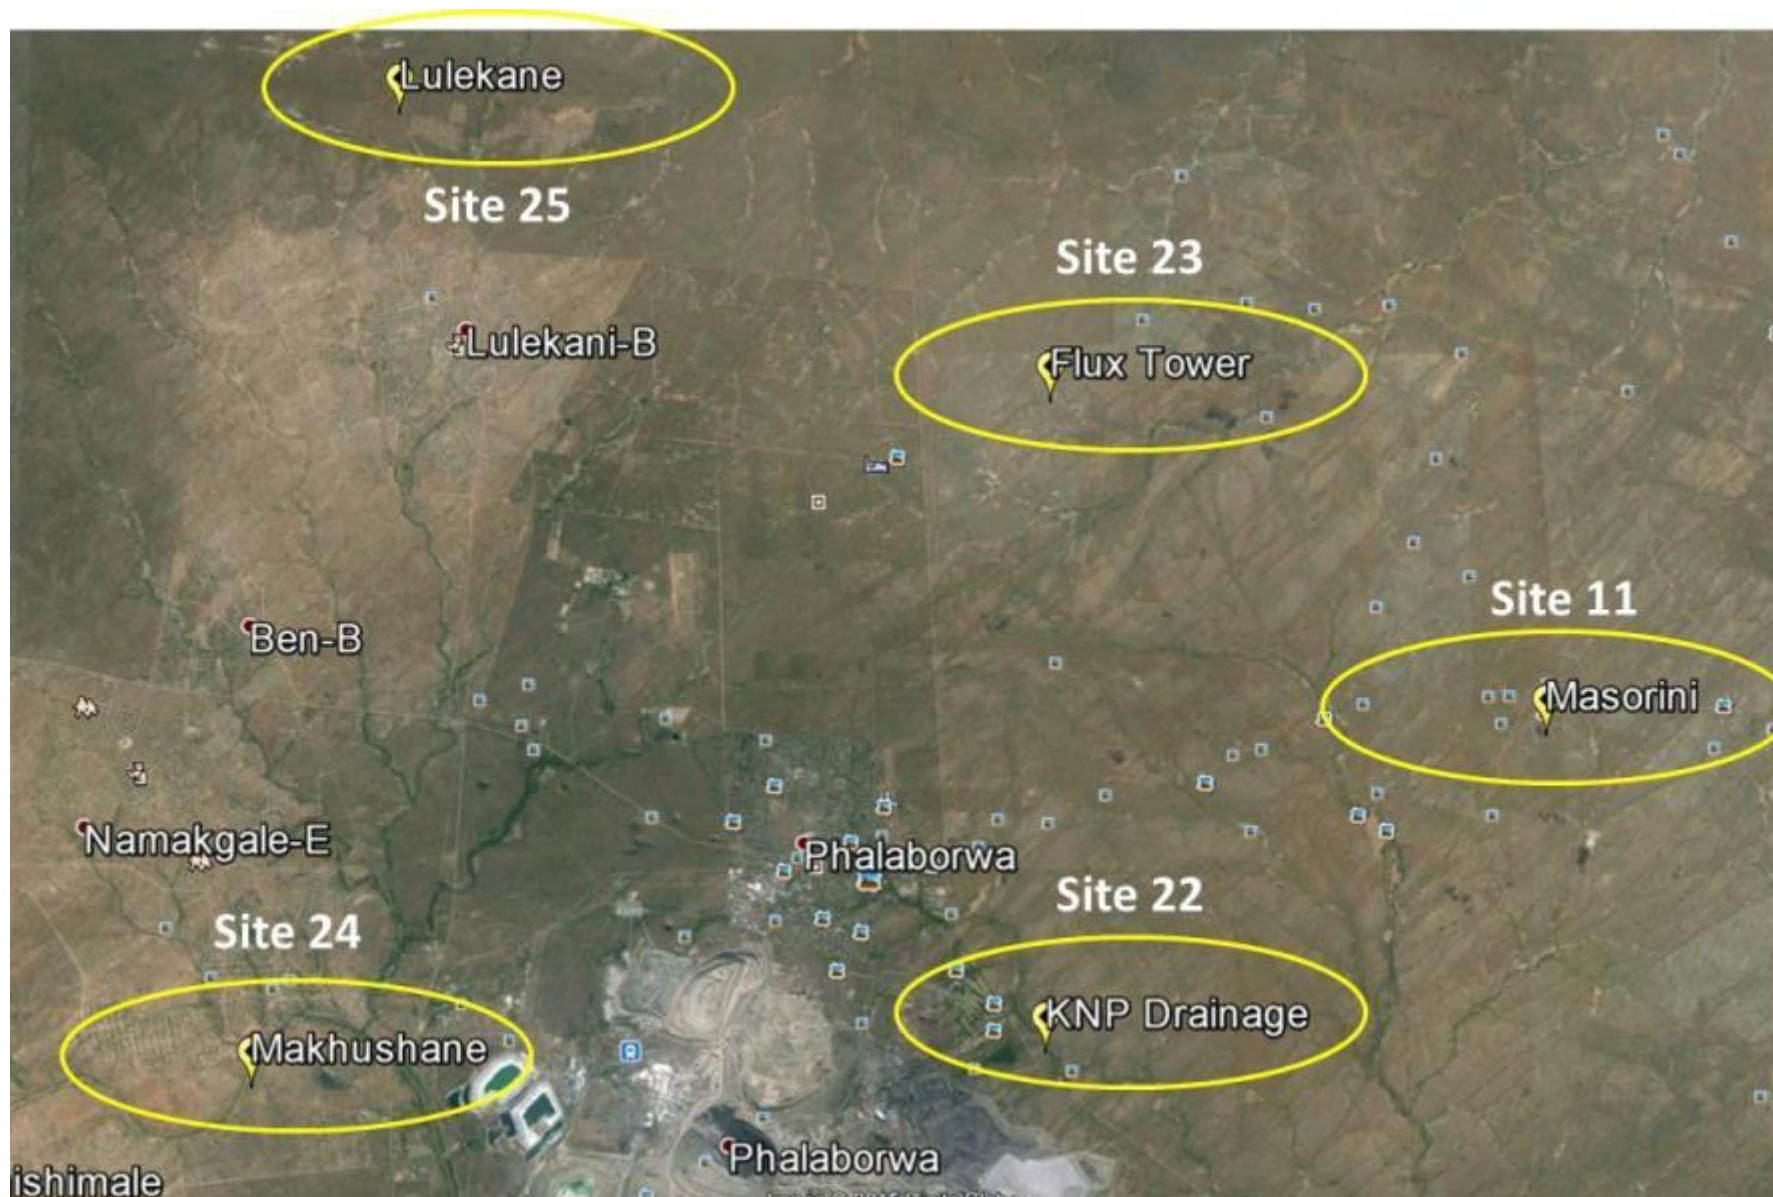 Lulekane
Site 25
Site 23
Lulekani-B
Flux Tower
Site 11
Ben-B
Masorini
Namakgale-E
Phalaborwa
Site 22
Site 24
KNP Drainage
Makhushane
Phalaborwa
ishimale